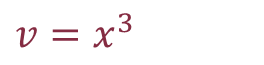 v = x³